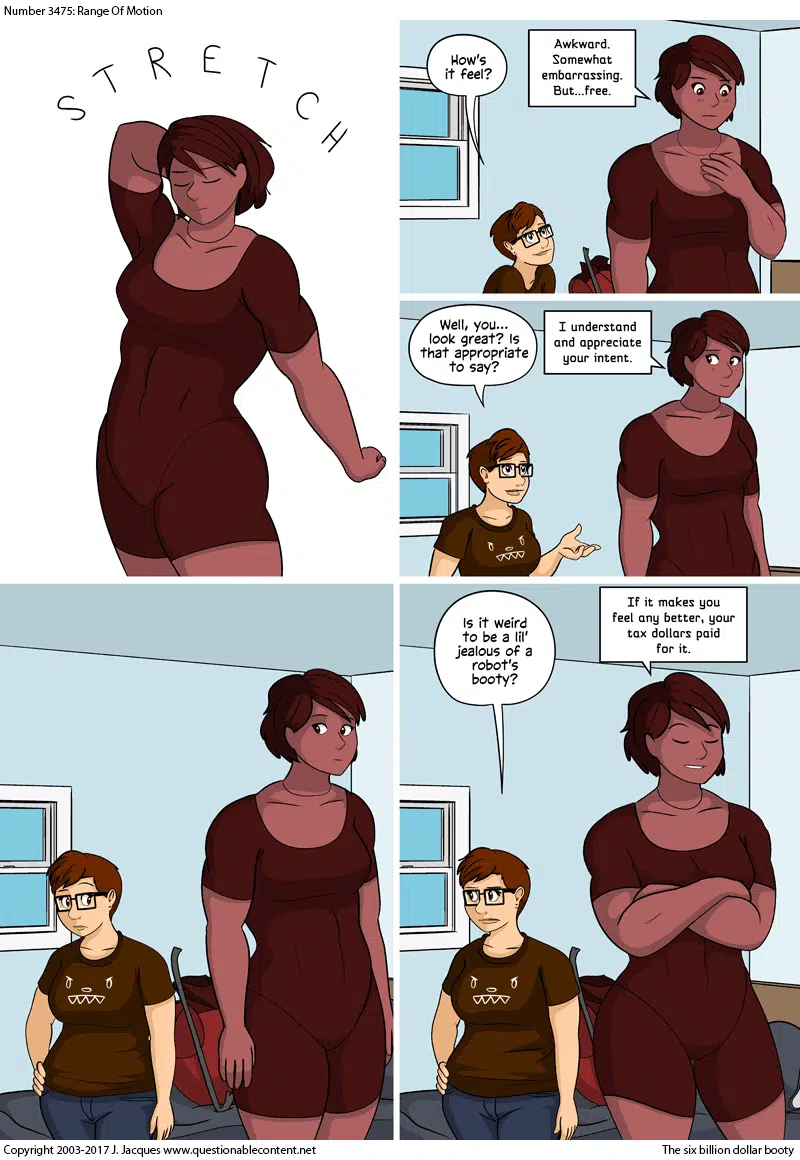 Number 3475: Range Of Motion
STRETCH
How's
it feel?
Awkward.
Somewhat
embarrassing.
But...free.
Well, you...
look great? Is
that appropriate
to say?
I understand
and appreciate
your intent.
Is it weird
to be a lil'
jealous of a
robot's
booty?
If it makes you
feel any better, your
tax dollars paid
for it.
Copyright 2003-2017 J. Jacques www.questionablecontent.net
The six billion dollar booty